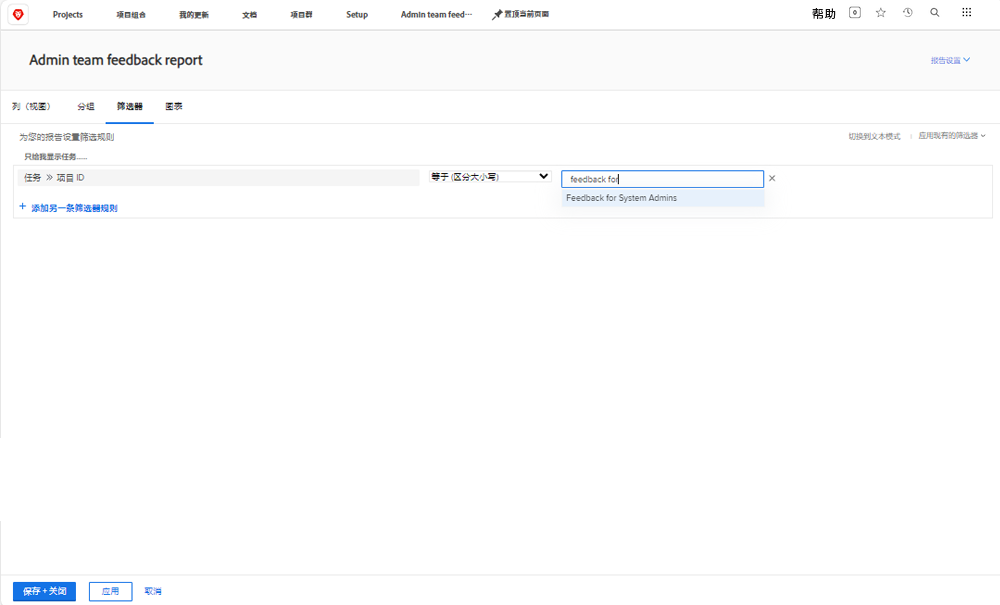 Projects 项目组合 我的更新 文档 项目群 Setup Admin team feed··· 置顶当前页面 帮助 0
Admin team feedback report 报告设置
列（视图） 分组 筛选器 图表
为您的报告设置筛选规则 切换到文本模式 应用现有的筛选器
只给我显示任务.....
任务 » 项目 ID 等于 (区分大小写) feedback for
Feedback for System Admins
+ 添加另一条筛选器规则
保存 + 关闭 应用 取消